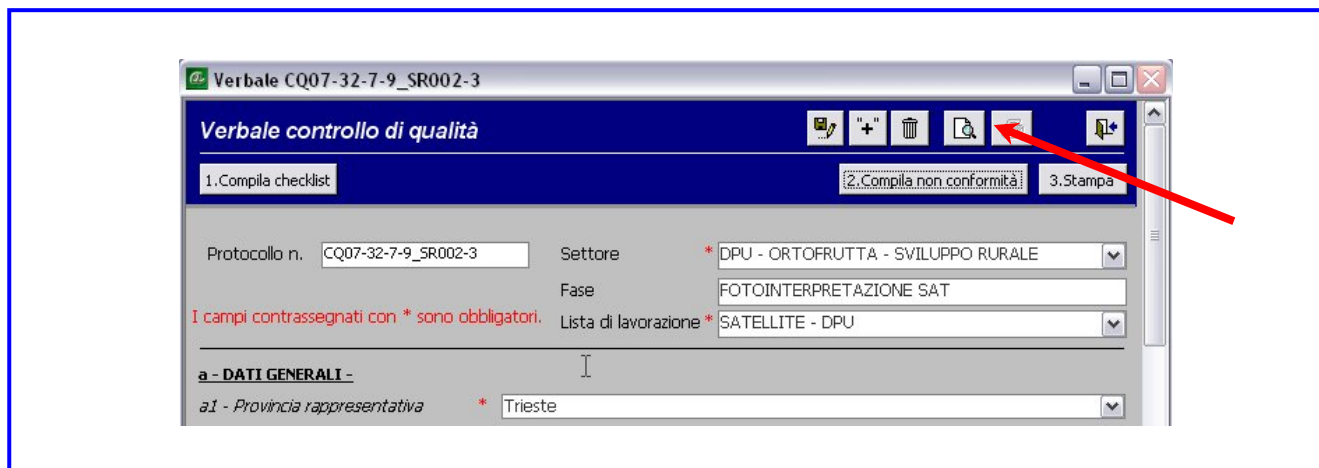 Verbale CQ07-32-7-9_SR002-3
Verbale controllo di qualità
"+"
1.Compila checklist
2.Compila non conformità
3.Stampa
Protocollo n. CQ07-32-7-9_SR002-3
Settore * DPU - ORTOFRUTTA - SVILUPPO RURALE
Fase FOTOINTERPRETAZIONE SAT
I campi contrassegnati con * sono obbligatori.
Lista di lavorazione * SATELLITE - DPU
a - DATI GENERALI -
a1 - Provincia rappresentativa * Trieste